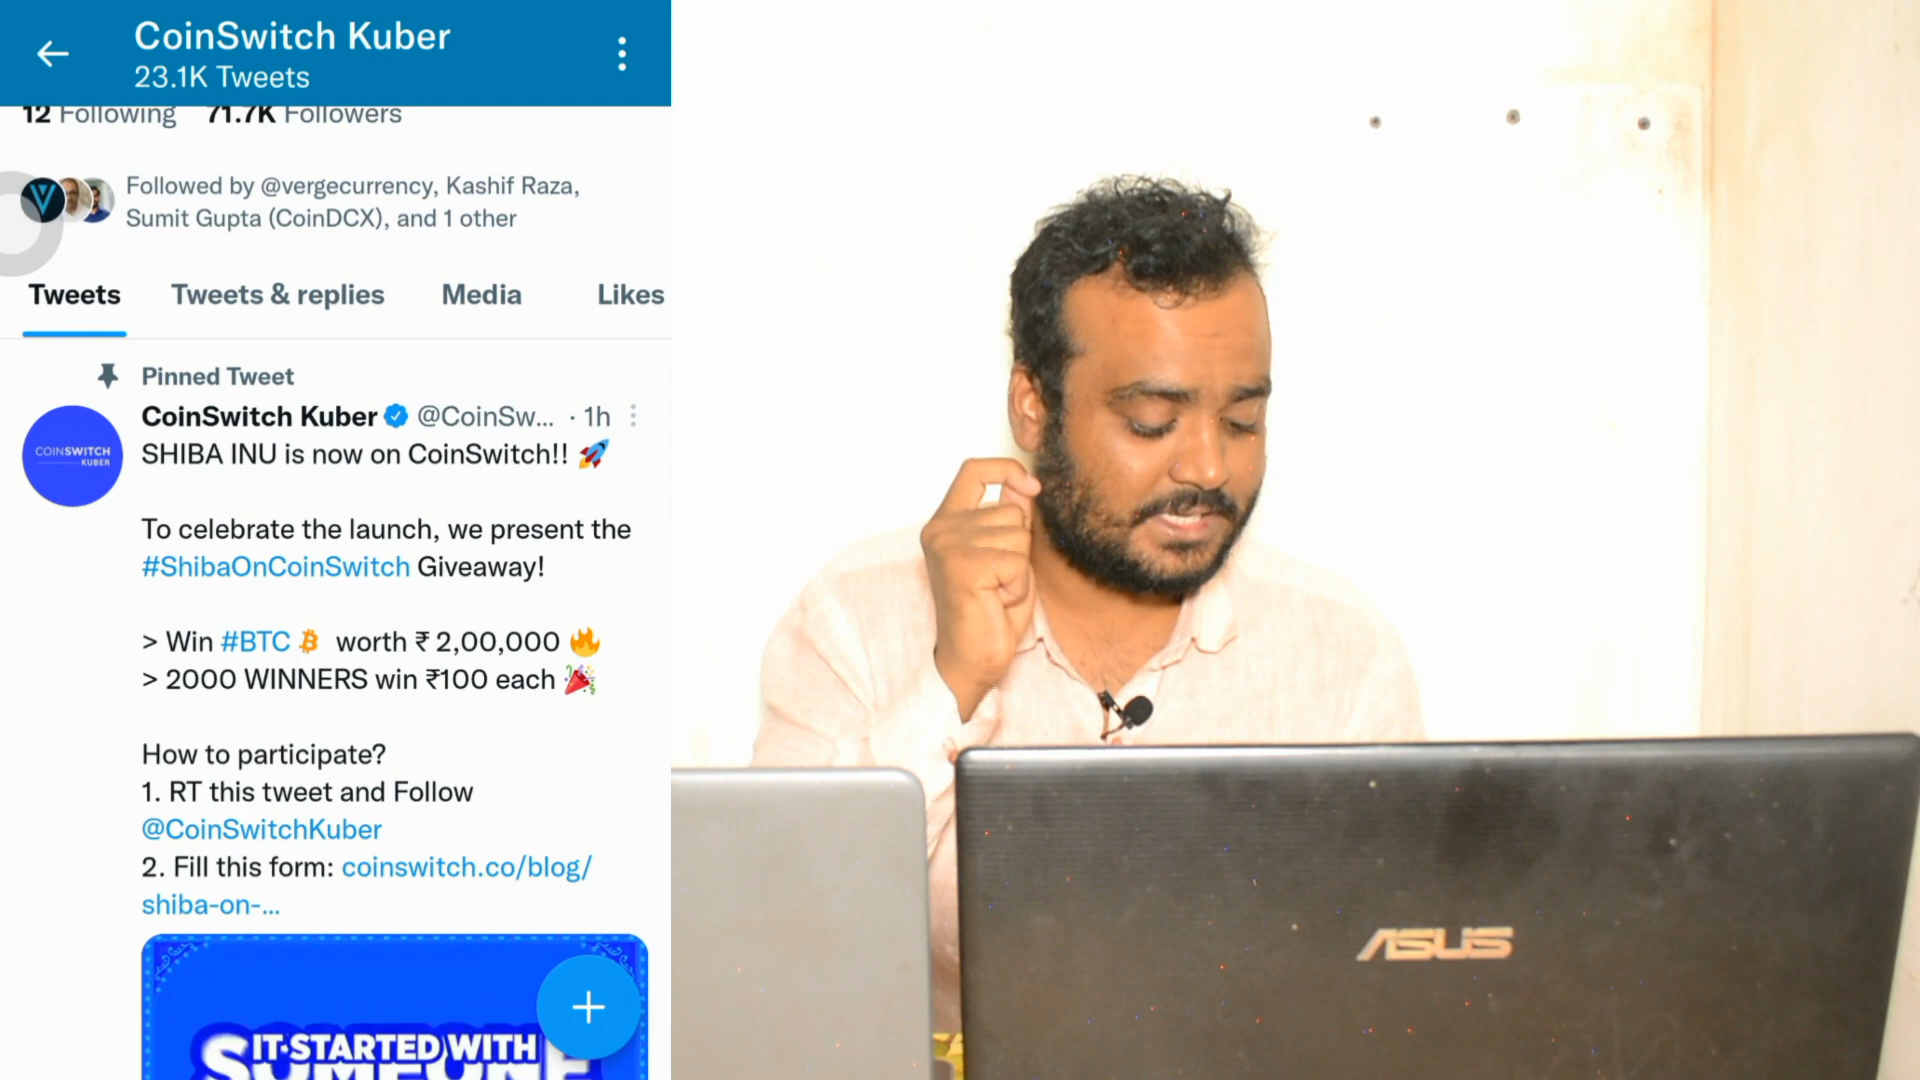 CoinSwitch Kuber
23.1K Tweets
12 Following 71.7K Followers
Followed by @vergecurrency, Kashif Raza,
Sumit Gupta (CoinDCX), and 1 other
Tweets Tweets & replies Media Likes
Pinned Tweet
CoinSwitch Kuber @CoinSw... · 1h
COINSWITCH
KUBER
SHIBA INU is now on CoinSwitch!! 🚀
To celebrate the launch, we present the
#ShibaOnCoinSwitch Giveaway!
> Win #BTC worth ₹ 2,00,000 🔥
> 2000 WINNERS win ₹100 each 🎉
How to participate?
1. RT this tweet and Follow
@CoinSwitchKuber
2. Fill this form: coinswitch.co/blog/
shiba-on-...
IT STARTED WITH
SOMEONE
ASUS